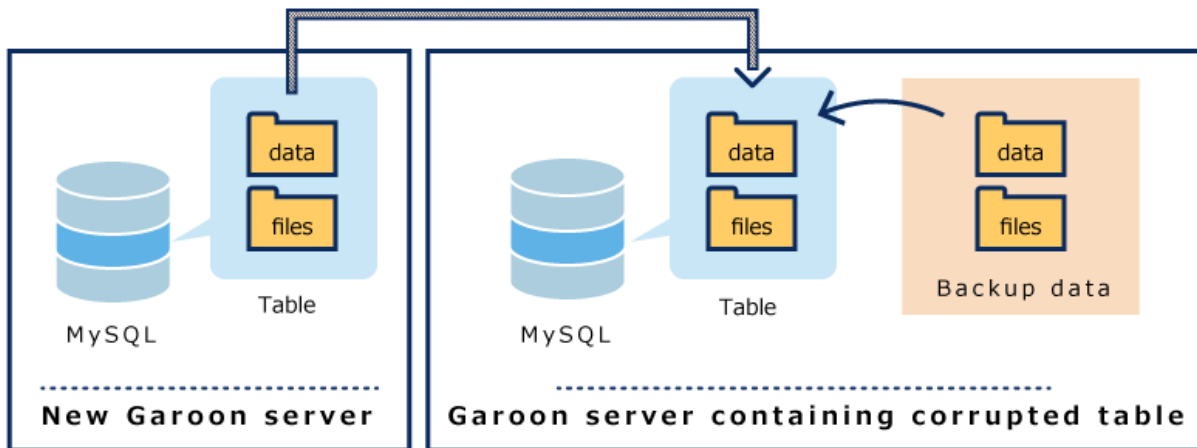 data
files
Table
MySQL
New Garoon server
data
files
Table
MySQL
data
files
Backup data
Garoon server containing corrupted table